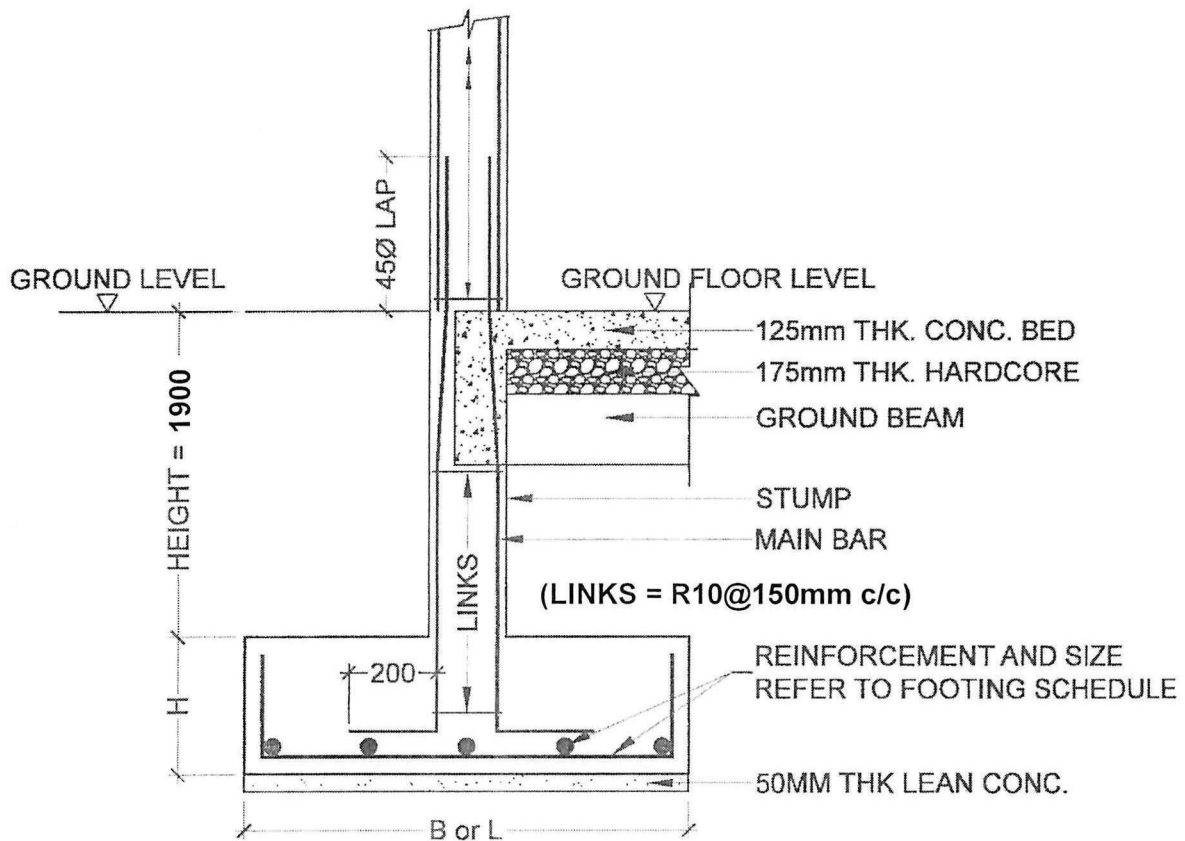 45Ø LAP
GROUND LEVEL
GROUND FLOOR LEVEL
125mm THK. CONC. BED
175mm THK. HARDCORE
GROUND BEAM
HEIGHT = 1900
STUMP
MAIN BAR
LINKS
(LINKS = R10@150mm c/c)
200
REINFORCEMENT AND SIZE
REFER TO FOOTING SCHEDULE
H
50MM THK LEAN CONC.
B or L